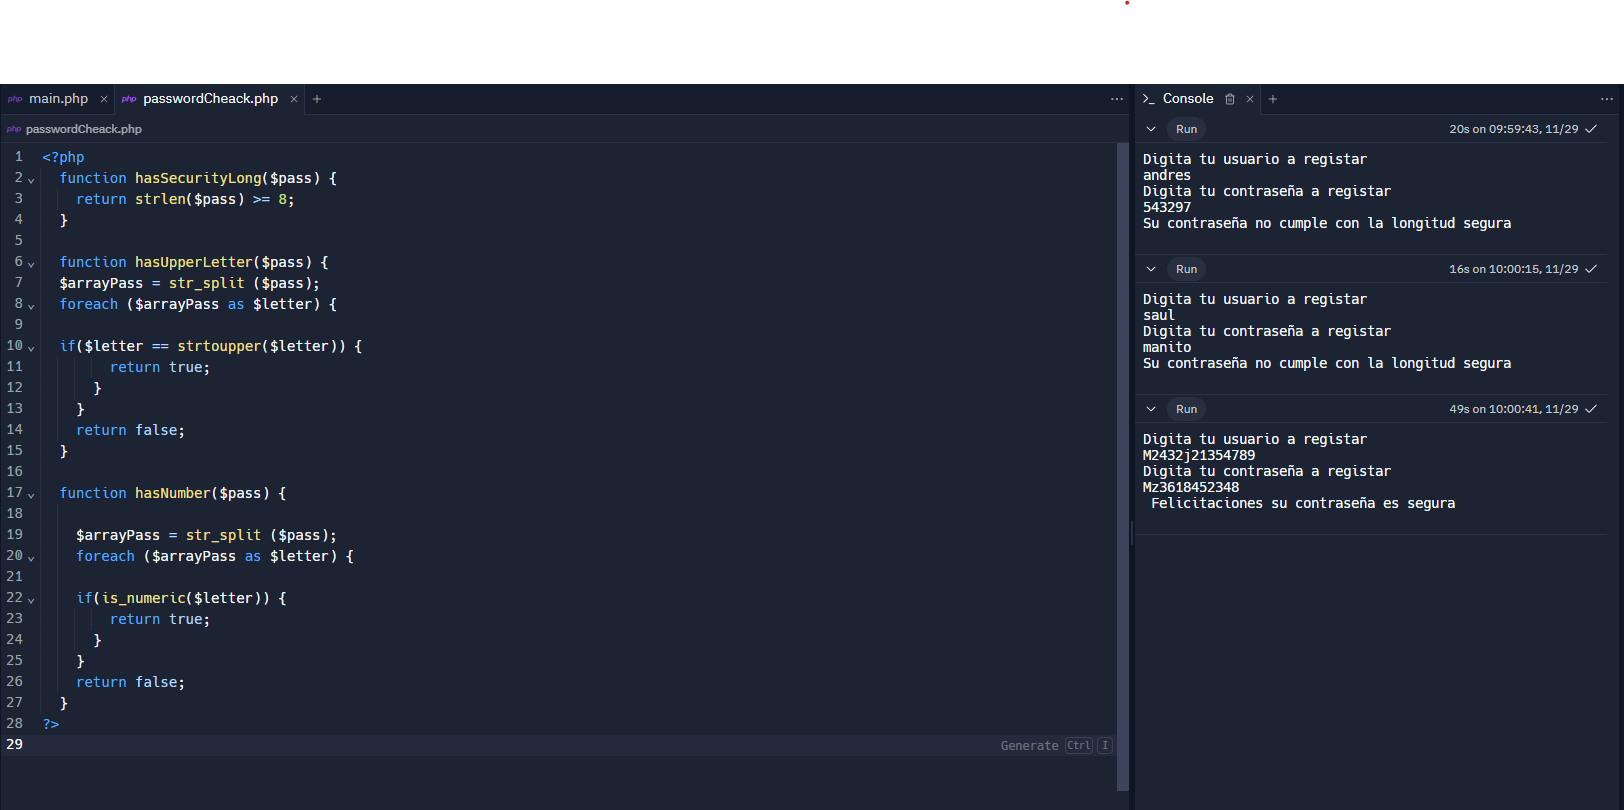 php main.php × php passwordCheack.php × + ···
php passwordCheack.php
1 <?php
2 function hasSecurityLong($pass) {
3 return strlen($pass) >= 8;
4 }
5
6 function hasUpperLetter($pass) {
7 $arrayPass = str_split ($pass);
8 foreach ($arrayPass as $letter) {
9
10 if($letter == strtoupper($letter)) {
11 return true;
12 }
13 }
14 return false;
15 }
16
17 function hasNumber($pass) {
18
19 $arrayPass = str_split ($pass);
20 foreach ($arrayPass as $letter) {
21
22 if(is_numeric($letter)) {
23 return true;
24 }
25 }
26 return false;
27 }
28 ?>
29
Generate Ctrl I
>_ Console × + ···
Run 20s on 09:59:43, 11/29 ✓
Digita tu usuario a registar
andres
Digita tu contraseña a registar
543297
Su contraseña no cumple con la longitud segura
Run 16s on 10:00:15, 11/29 ✓
Digita tu usuario a registar
saul
Digita tu contraseña a registar
manito
Su contraseña no cumple con la longitud segura
Run 49s on 10:00:41, 11/29 ✓
Digita tu usuario a registar
M2432j21354789
Digita tu contraseña a registar
Mz3618452348
Felicitaciones su contraseña es segura